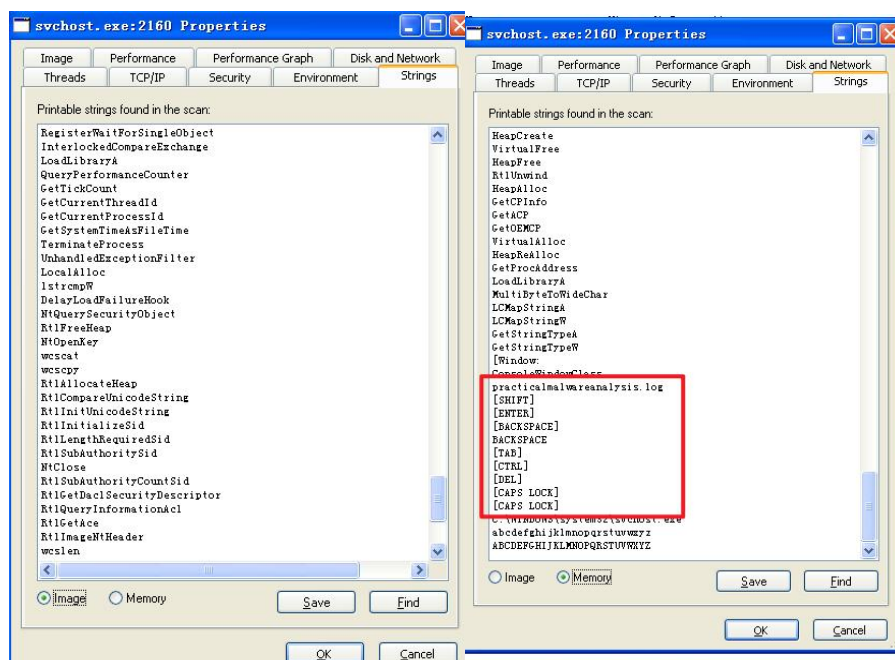 svchost.exe:2160 Properties
Image Performance Performance Graph Disk and Network
Threads TCP/IP Security Environment Strings
Printable strings found in the scan:
RegisterWaitForSingleObject
InterlockedCompareExchange
LoadLibraryA
QueryPerformanceCounter
GetTickCount
GetCurrentThreadId
GetCurrentProcessId
GetSystemTimeAsFileTime
TerminateProcess
UnhandledExceptionFilter
LocalAlloc
lstrcmpW
DelayLoadFailureHook
NtQuerySecurityObject
RtlFreeHeap
NtOpenKey
wcscat
wcscpy
RtlAllocateHeap
RtlCompareUnicodeString
RtlInitUnicodeString
RtlInitializeSid
RtlLengthRequiredSid
RtlSubAuthoritySid
NtClose
RtlSubAuthorityCountSid
RtlGetDaclSecurityDescriptor
RtlQueryInformationAcl
RtlGetAce
RtlImageNtHeader
wcslen
Image Memory Save Find
OK Cancel
svchost.exe:2160 Properties
Image Performance Performance Graph Disk and Network
Threads TCP/IP Security Environment Strings
Printable strings found in the scan:
HeapCreate
VirtualFree
HeapFree
RtlUnwind
HeapAlloc
GetCPInfo
GetACP
GetOEMCP
VirtualAlloc
HeapReAlloc
GetProcAddress
LoadLibraryA
MultiByteToWideChar
LCMapStringA
LCMapStringW
GetStringTypeA
GetStringTypeW
[Window:
ConsoleWindowClass
practicalmalwareanalysis.log
[SHIFT]
[ENTER]
[BACKSPACE]
BACKSPACE
[TAB]
[CTRL]
[DEL]
[CAPS LOCK]
[CAPS LOCK]
C:\WINDOWS\system32\svchost.exe
abcdefghijklmnopqrstuvwxyz
ABCDEFGHIJKLMNOPQRSTUVWXYZ
Image Memory Save Find
OK Cancel